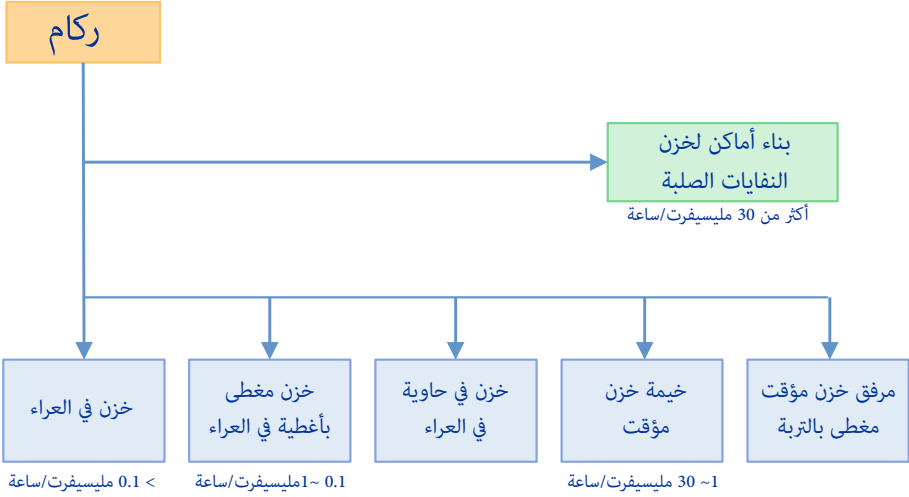 ركام
بناء أماكن لخزن
النفايات الصلبة
أكثر من 30 مليسيفرت/ساعة
مرفق خزن مؤقت
مغطى بالتربة
خيمة خزن
مؤقت
1~ 30 مليسيفرت/ساعة
خزن في حاوية
في العراء
خزن مغطى
بأغطية في العراء
0.1 ~1مليسيفرت/ساعة
خزن في العراء
> 0.1 مليسيفرت/ساعة